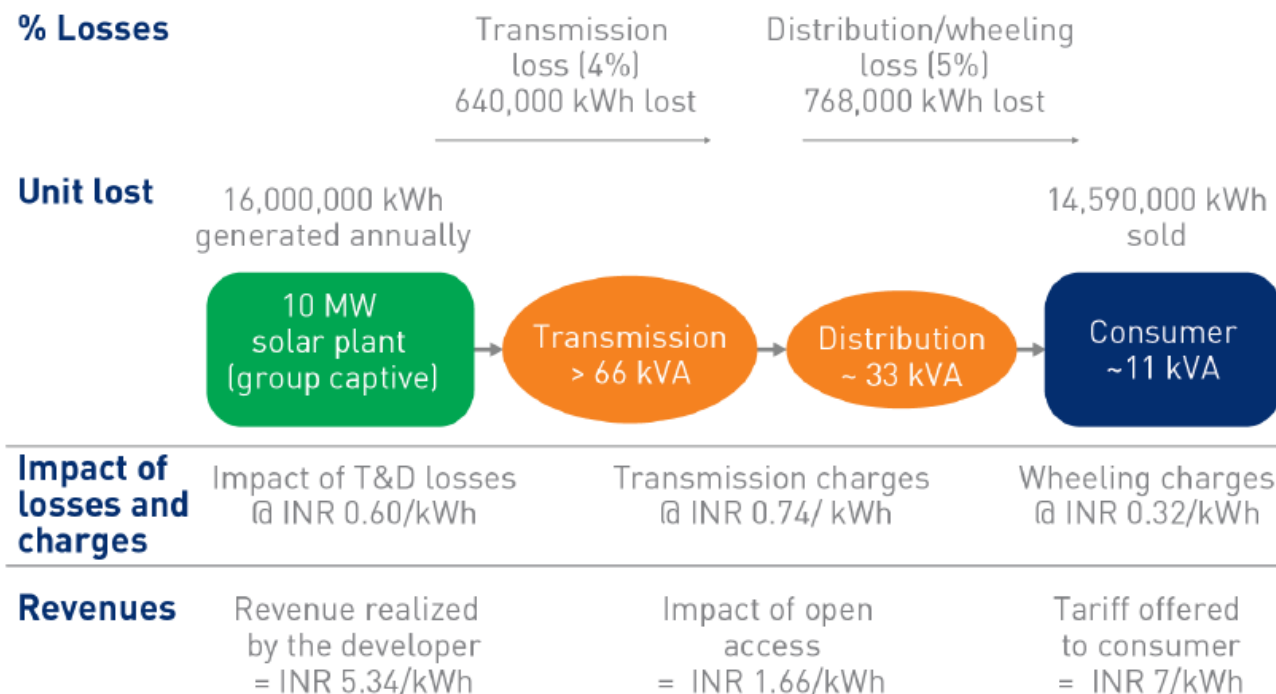 % Losses
Transmission
loss (4%)
640,000 kWh lost
Distribution/wheeling
loss (5%)
768,000 kWh lost
Unit lost
16,000,000 kWh
generated annually
14,590,000 kWh
sold
10 MW
solar plant
(group captive)
Transmission
> 66 kVA
Distribution
~ 33 kVA
Consumer
~11 kVA
Impact of
losses and
charges
Impact of T&D losses
@ INR 0.60/kWh
Transmission charges
@ INR 0.74/ kWh
Wheeling charges
@ INR 0.32/kWh
Revenues
Revenue realized
by the developer
= INR 5.34/kWh
Impact of open
access
= INR 1.66/kWh
Tariff offered
to consumer
= INR 7/kWh